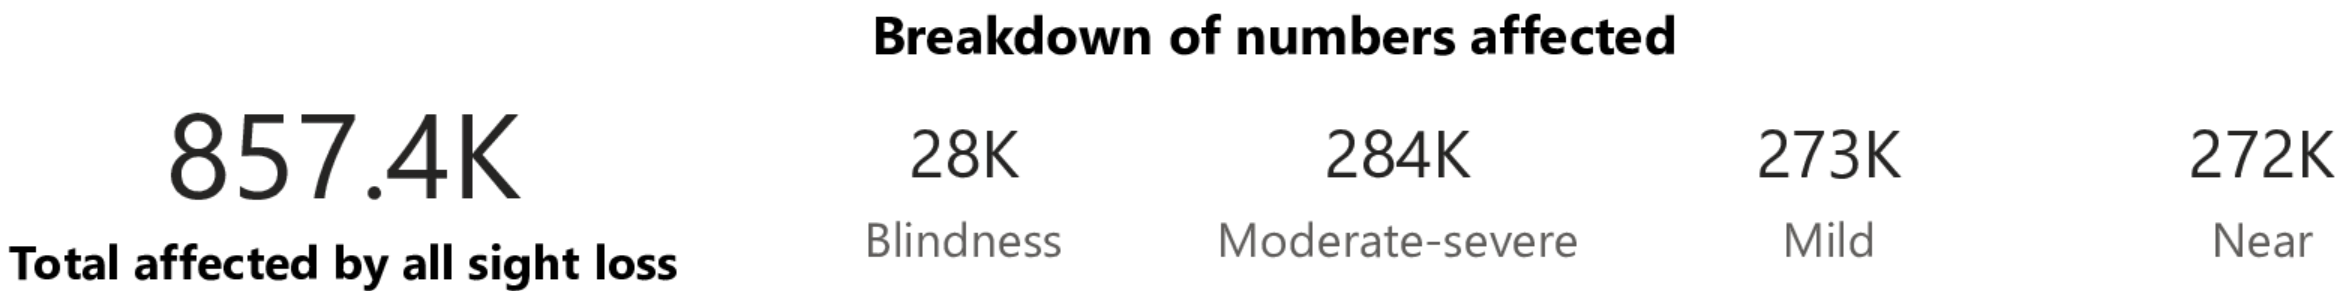 Breakdown of numbers affected
857.4K
Total affected by all sight loss
28K
Blindness
284K
Moderate-severe
273K
Mild
272K
Near